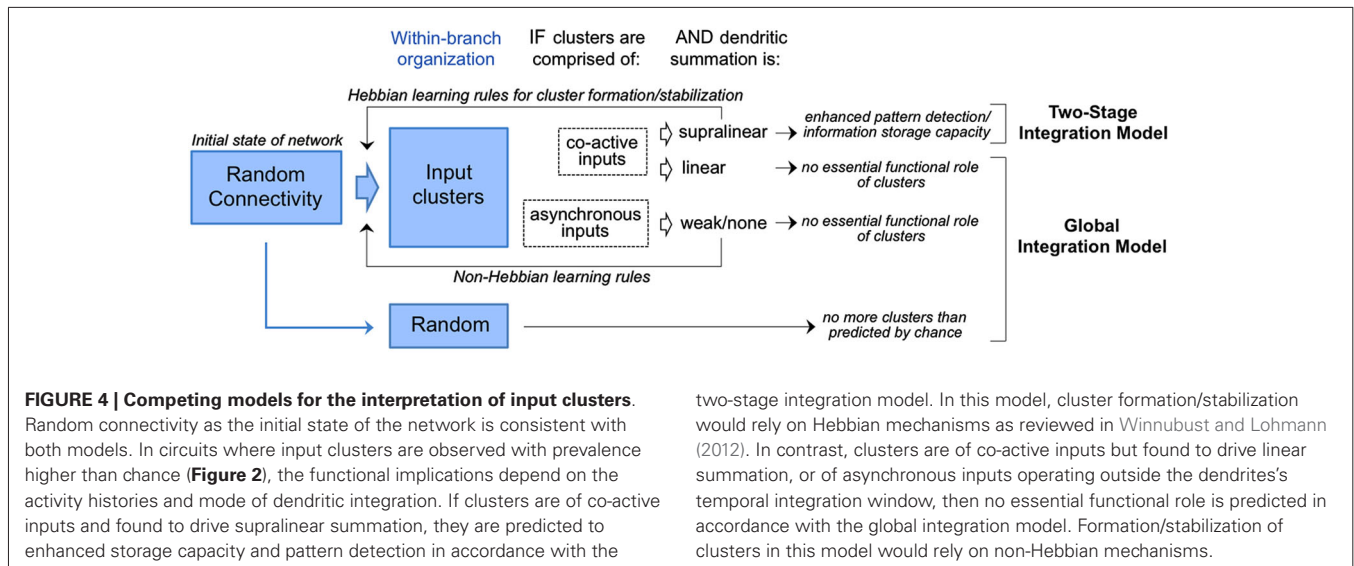 Within-branch
organization
IF clusters are
comprised of:
AND dendritic
summation is:
Hebbian learning rules for cluster formation/stabilization
Initial state of network
Random
Connectivity
Input
clusters
co-active
inputs
supralinear
enhanced pattern detection/
information storage capacity
linear
no essential functional role
of clusters
asynchronous
inputs
weak/none
no essential functional role
of clusters
Non-Hebbian learning rules
Random
no more clusters than
predicted by chance
Two-Stage
Integration Model
Global
Integration Model
FIGURE 4 | Competing models for the interpretation of input clusters.
Random connectivity as the initial state of the network is consistent with
both models. In circuits where input clusters are observed with prevalence
higher than chance (Figure 2), the functional implications depend on the
activity histories and mode of dendritic integration. If clusters are of co-active
inputs and found to drive supralinear summation, they are predicted to
enhanced storage capacity and pattern detection in accordance with the
two-stage integration model. In this model, cluster formation/stabilization
would rely on Hebbian mechanisms as reviewed in Winnubust and Lohmann
(2012). In contrast, clusters are of co-active inputs but found to drive linear
summation, or of asynchronous inputs operating outside the dendrites's
temporal integration window, then no essential functional role is predicted in
accordance with the global integration model. Formation/stabilization of
clusters in this model would rely on non-Hebbian mechanisms.